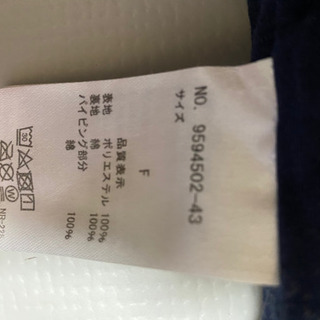 NO. 9594502-43
サイズ
F
品質表示
表地 ポリエステル 100%
裏地 綿 100%
パイピング部分
綿 100%
30
W